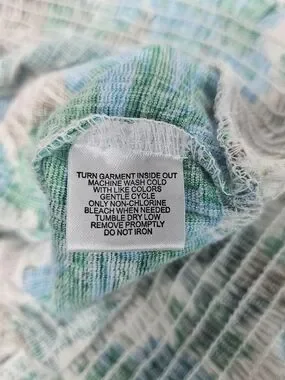 TURN GARMENT INSIDE OUT
MACHINE WASH COLD
WITH LIKE COLORS
GENTLE CYCLE
ONLY NON-CHLORINE
BLEACH WHEN NEEDED
TUMBLE DRY LOW
REMOVE PROMPTLY
DO NOT IRON